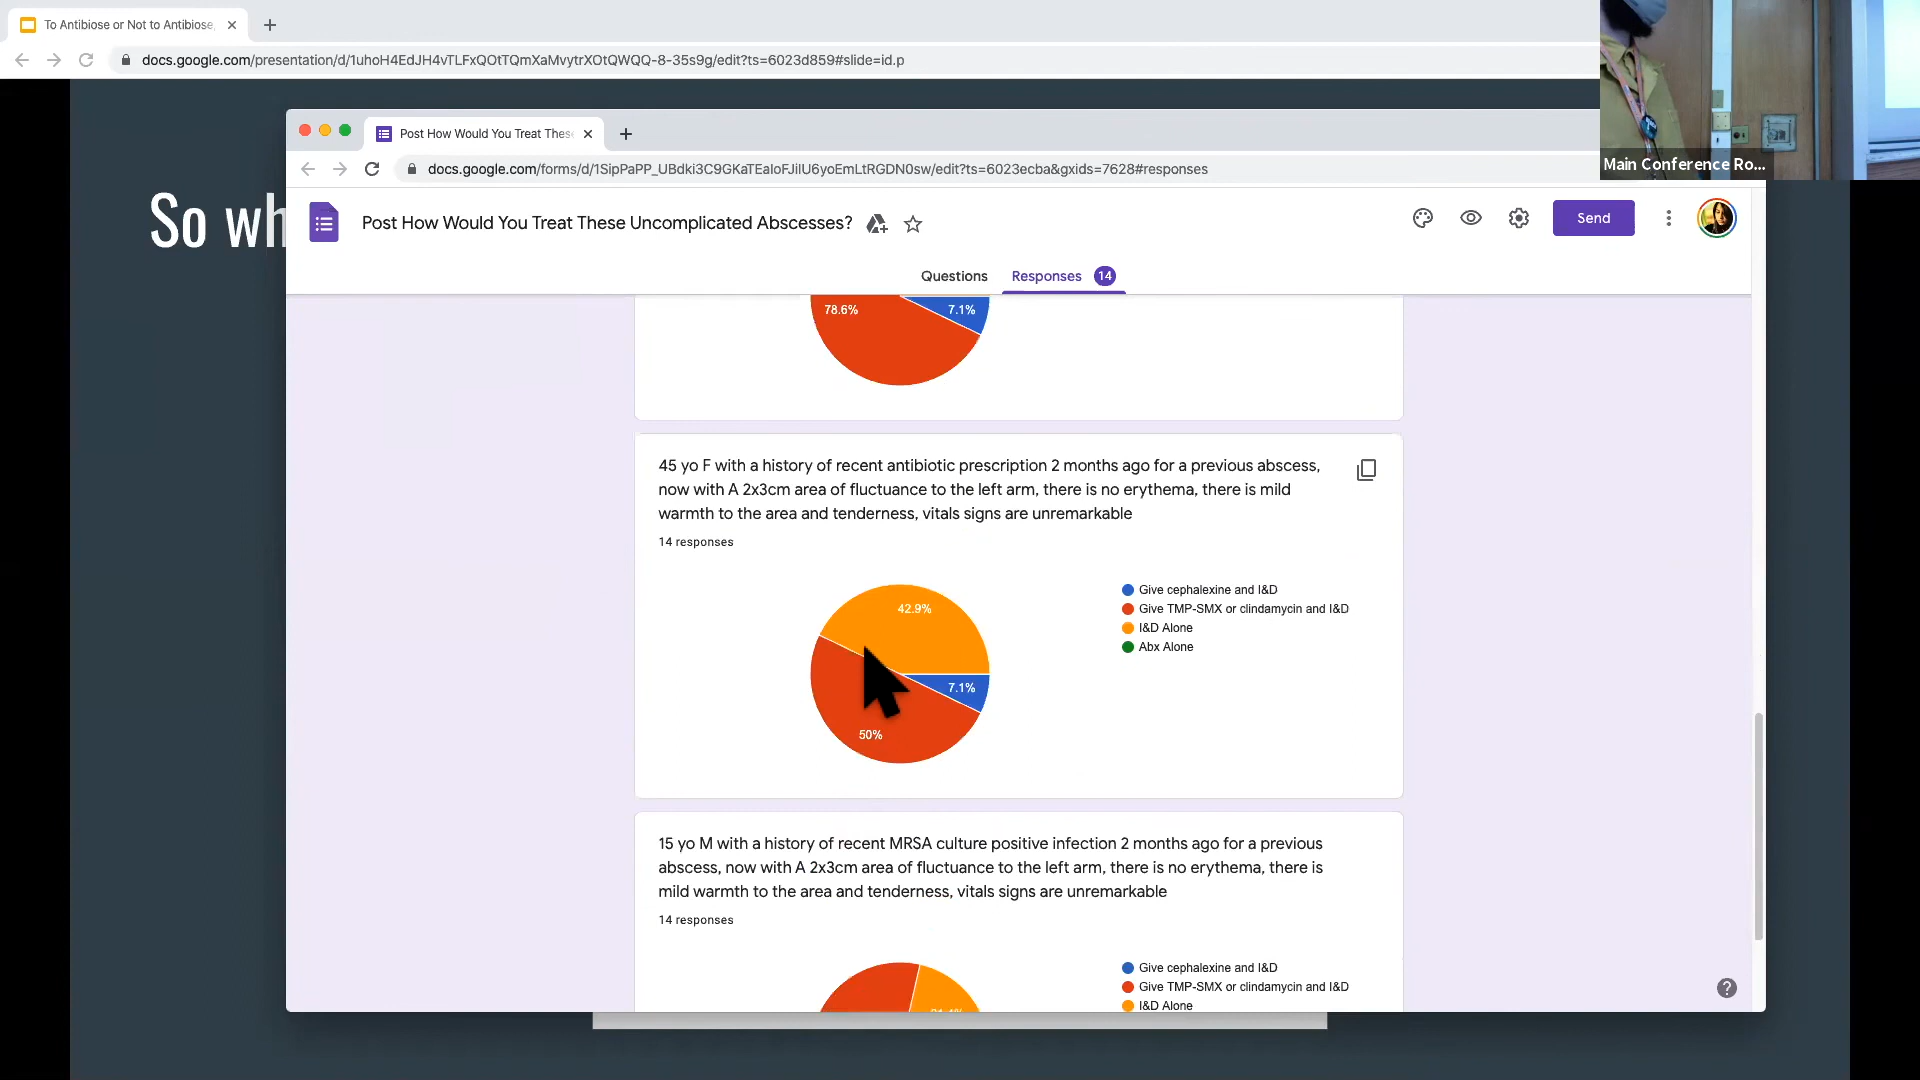 To Antibiose or Not to Antibiose,
docs.google.com/presentation/d/1uhoH4EdJH4vTLFxQOtTQmXaMvytrXOtQWQQ-8-35s9g/edit?ts=6023d859#slide=id.p
Main Conference Ro...
So wh
Post How Would You Treat These
docs.google.com/forms/d/1SipPaPP_UBdki3C9GKaTEaIoFJilU6yoEmLtRGDN0sw/edit?ts=6023ecba&gxids=7628#responses
Post How Would You Treat These Uncomplicated Abscesses?
Send
Questions
Responses 14
78.6%
7.1%
45 yo F with a history of recent antibiotic prescription 2 months ago for a previous abscess,
now with A 2x3cm area of fluctuance to the left arm, there is no erythema, there is mild
warmth to the area and tenderness, vitals signs are unremarkable
14 responses
42.9%
7.1%
50%
Give cephalexine and I&D
Give TMP-SMX or clindamycin and I&D
I&D Alone
Abx Alone
15 yo M with a history of recent MRSA culture positive infection 2 months ago for a previous
abscess, now with A 2x3cm area of fluctuance to the left arm, there is no erythema, there is
mild warmth to the area and tenderness, vitals signs are unremarkable
14 responses
Give cephalexine and I&D
Give TMP-SMX or clindamycin and I&D
I&D Alone